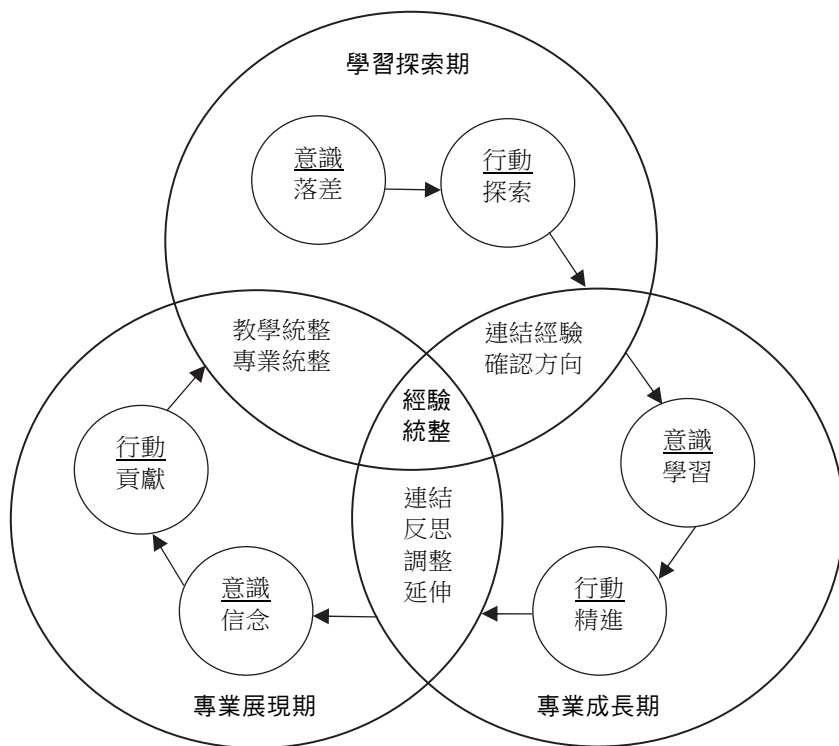 學習探索期
意識
落差
行動
探索
教學統整
專業統整
連結經驗
確認方向
經驗
統整
行動
貢獻
意識
學習
連結
反思
調整
延伸
意識
信念
行動
精進
專業展現期
專業成長期